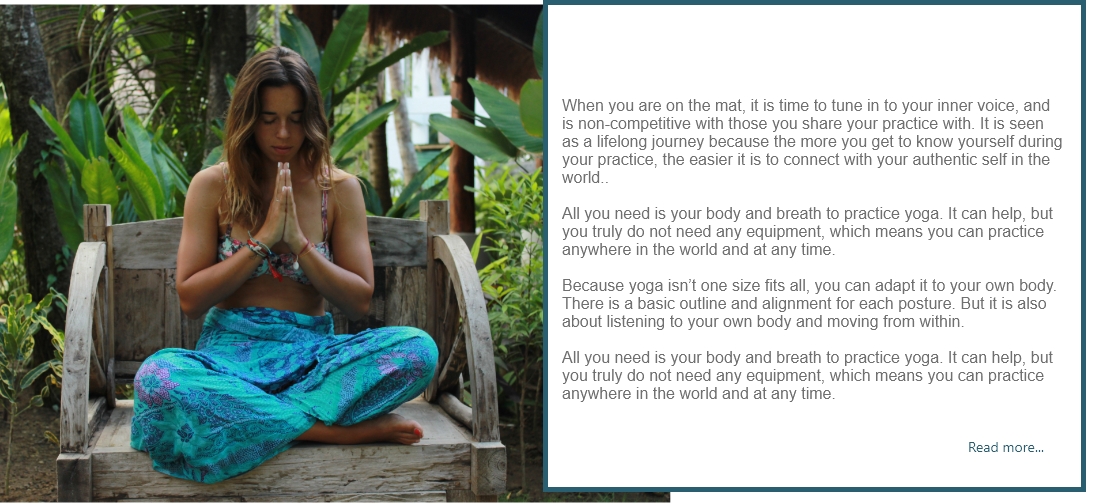 When you are on the mat, it is time to tune in to your inner voice, and
is non-competitive with those you share your practice with. It is seen
as a lifelong journey because the more you get to know yourself during
your practice, the easier it is to connect with your authentic self in the
world..
All you need is your body and breath to practice yoga. It can help, but
you truly do not need any equipment, which means you can practice
anywhere in the world and at any time.
Because yoga isn’t one size fits all, you can adapt it to your own body.
There is a basic outline and alignment for each posture. But it is also
about listening to your own body and moving from within.
All you need is your body and breath to practice yoga. It can help, but
you truly do not need any equipment, which means you can practice
anywhere in the world and at any time.
Read more...